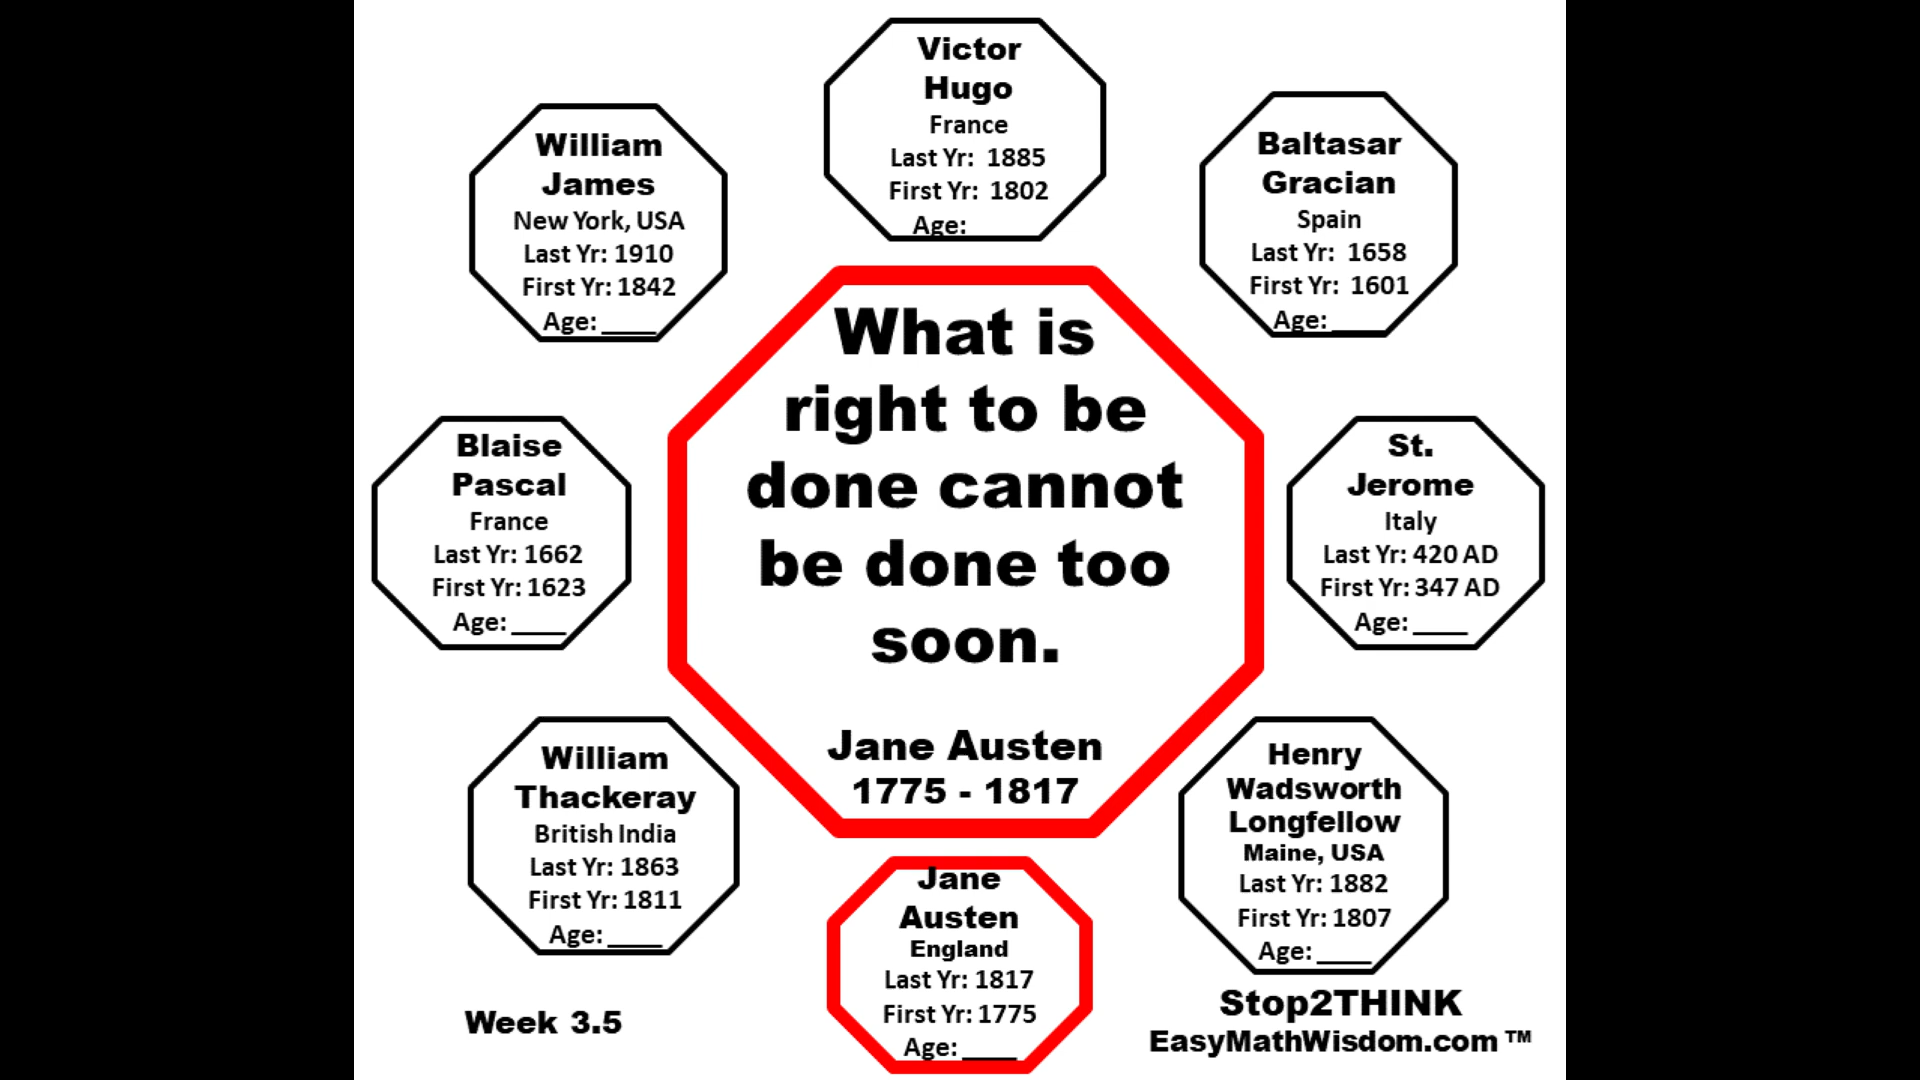 Victor
Hugo
France
Last Yr: 1885
First Yr: 1802
Age:
William
James
New York, USA
Last Yr: 1910
First Yr: 1842
Age: ____
Baltasar
Gracian
Spain
Last Yr: 1658
First Yr: 1601
Age: ____
What is
right to be
done cannot
be done too
soon.
Jane Austen
1775 - 1817
Blaise
Pascal
France
Last Yr: 1662
First Yr: 1623
Age: ____
St.
Jerome
Italy
Last Yr: 420 AD
First Yr: 347 AD
Age: ____
William
Thackeray
British India
Last Yr: 1863
First Yr: 1811
Age: ____
Henry
Wadsworth
Longfellow
Maine, USA
Last Yr: 1882
First Yr: 1807
Age: ____
Jane
Austen
England
Last Yr: 1817
First Yr: 1775
Age: ____
Week 3.5
Stop2THINK
EasyMathWisdom.com™